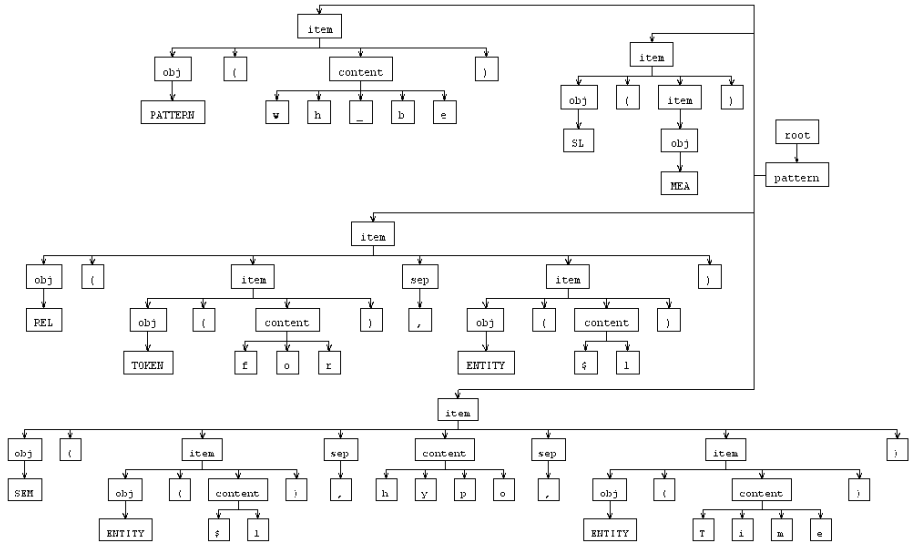 item
item
obj ( content )
obj ( item )
PATTERN w h _ b e
SL obj
root
MEA
pattern
item
obj ( item sep item )
REL obj ( content ) , obj ( content )
TOKEN f o r ENTITY $ 1
item
obj ( item sep content sep item )
SEM obj ( content ) , h y p o , obj ( content )
ENTITY $ 1 ENTITY T i m e